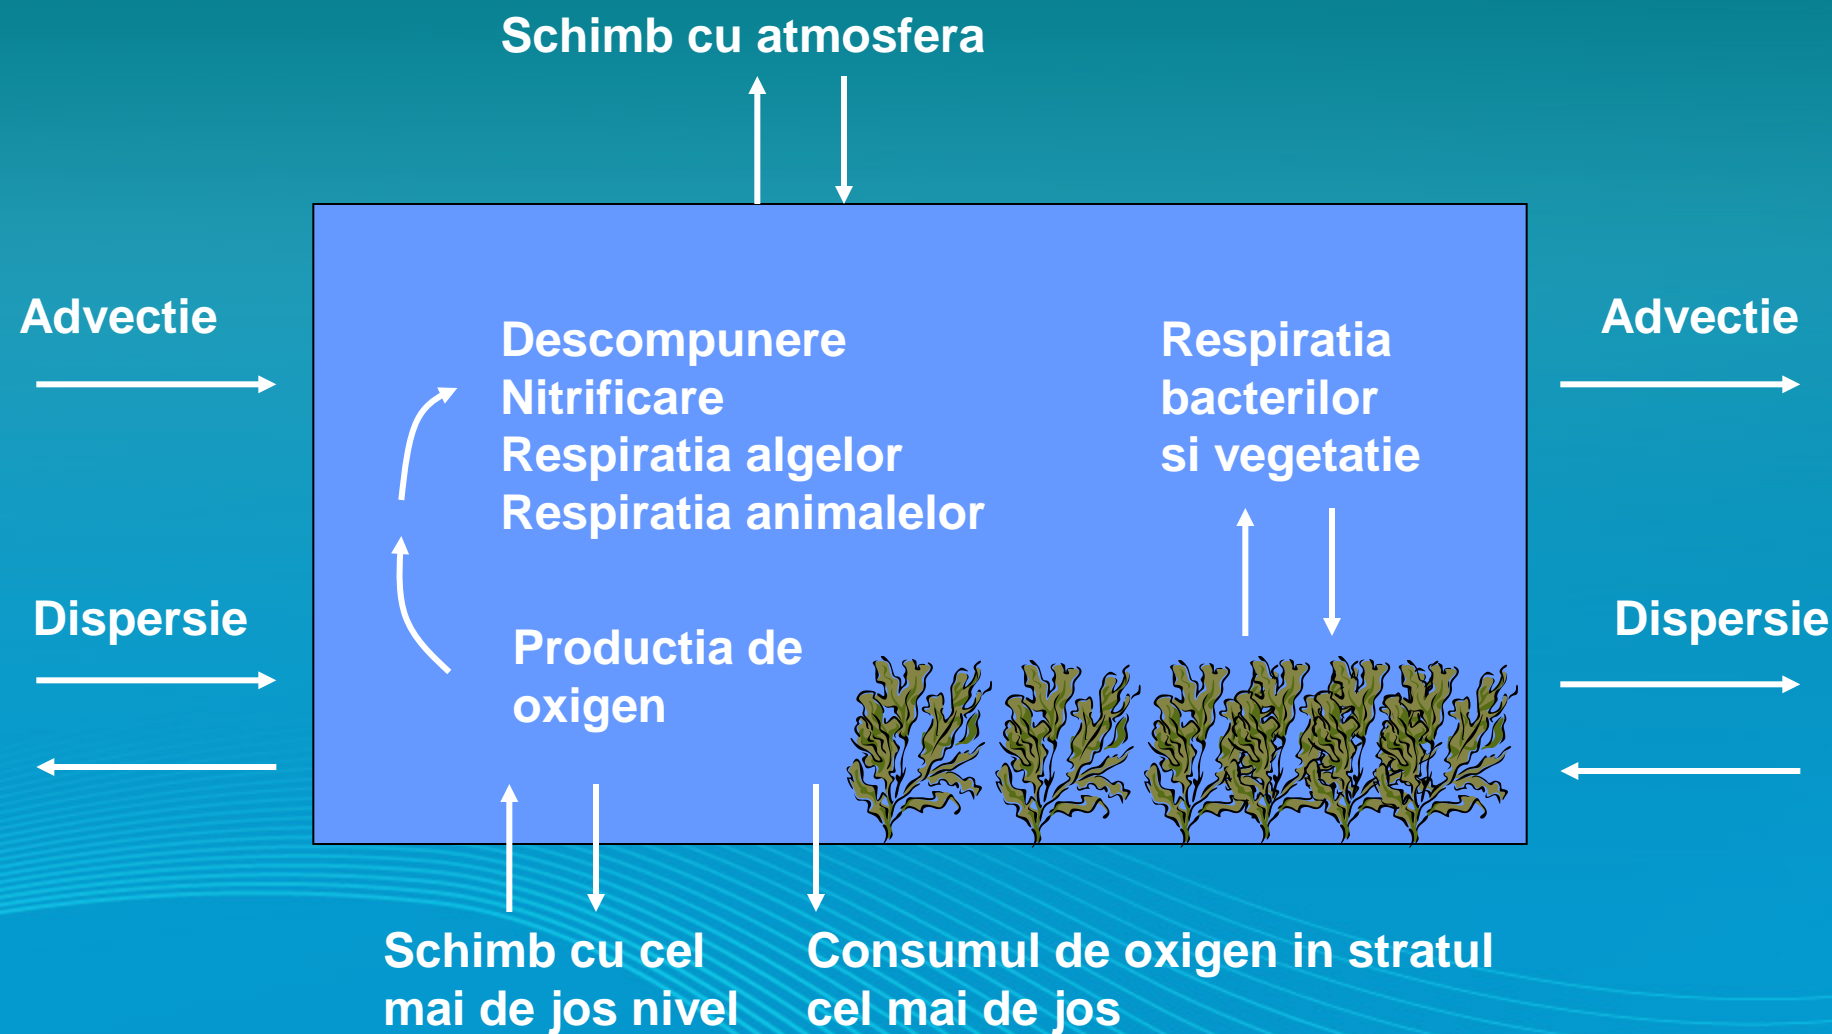 Schimb cu atmosfera
Advectie
Advectie
Descompunere
Nitrificare
Respiratia algelor
Respiratia animalelor
Respiratia
bacterilor
si vegetatie
Dispersie
Dispersie
Productia de
oxigen
Schimb cu cel
mai de jos nivel
Consumul de oxigen in stratul
cel mai de jos